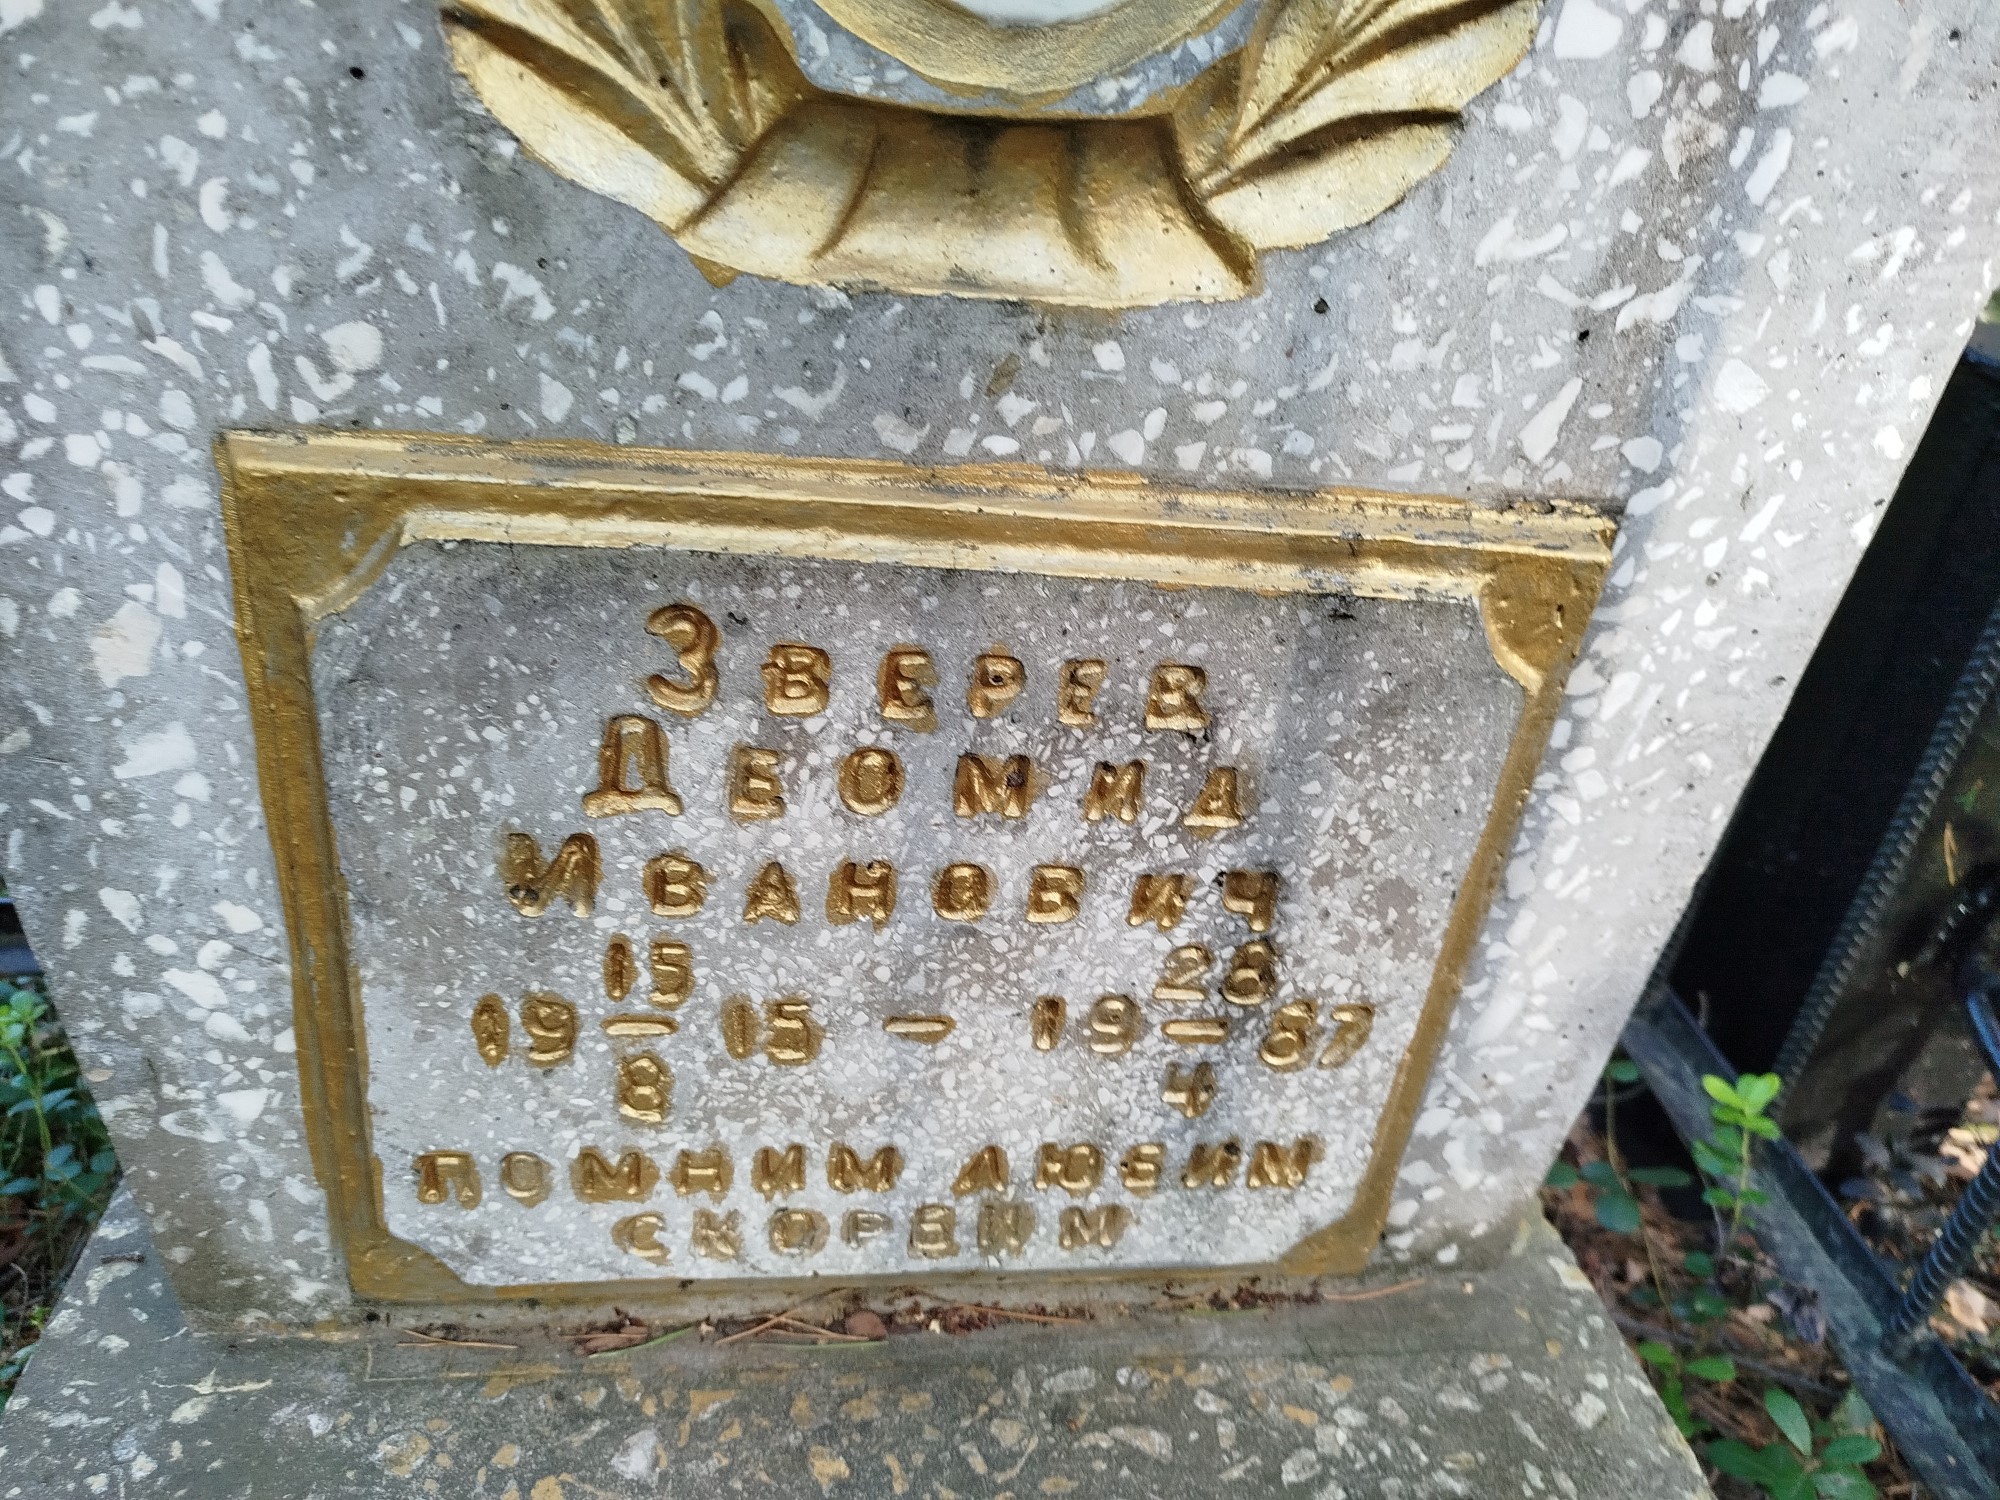 Зверев
Деомид
Иванович
15 28
19 — 15 — 19 — 87
8 4
ПОМНИМ ЛЮБИМ
СКОРБИМ